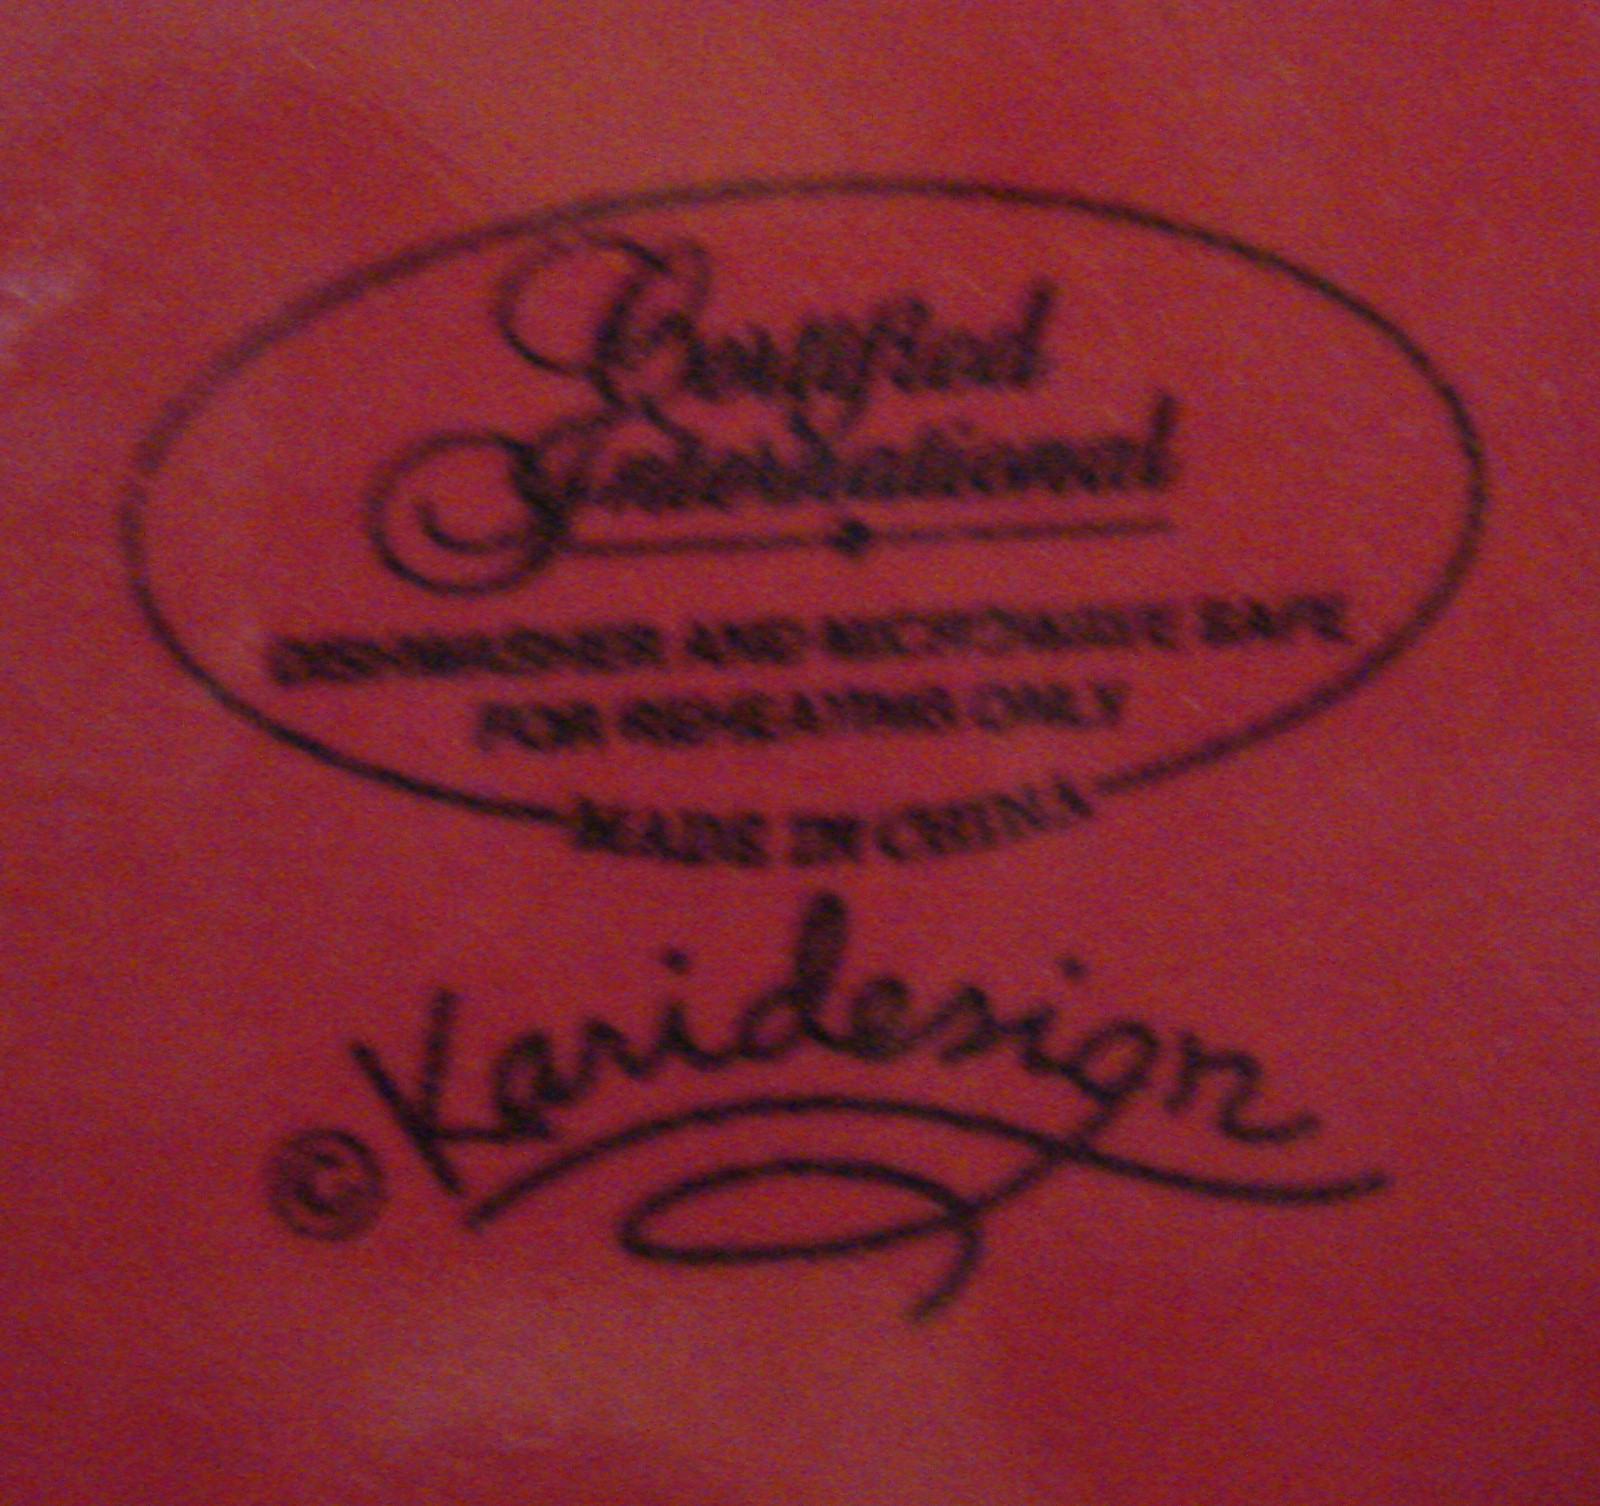 Certified
International
DISHWASHER AND MICROWAVE SAFE
FOR REHEATING ONLY
MADE IN CHINA
© Karidesign